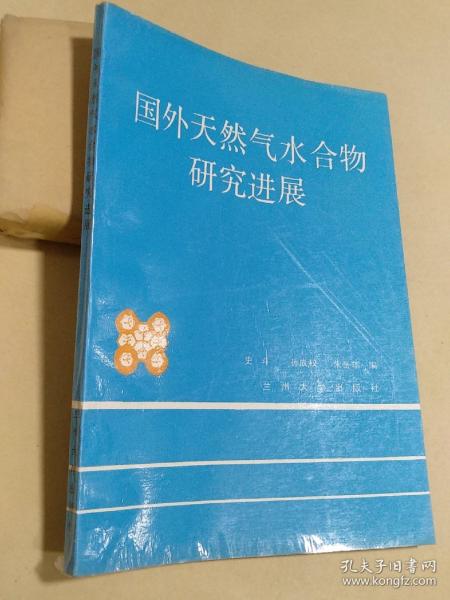 国外天然气水合物
研究进展
史斗 孙成权 朱岳年 编
兰州大学出版社
孔夫子旧书网
www.kongfz.com